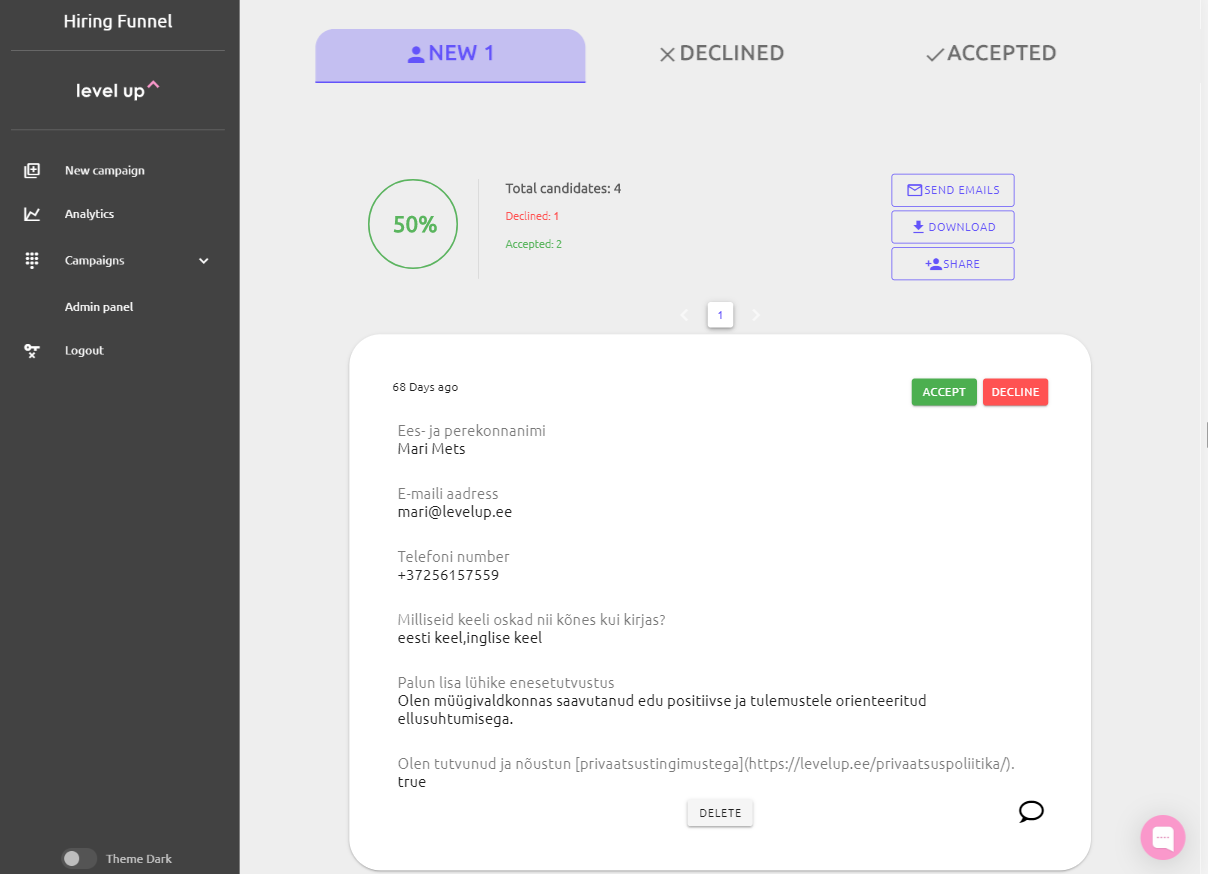 Hiring Funnel
level up
New campaign
Analytics
Campaigns
Admin panel
Logout
Theme Dark
NEW 1
DECLINED
ACCEPTED
50%
Total candidates: 4
Declined: 1
Accepted: 2
SEND EMAILS
DOWNLOAD
SHARE
1
68 Days ago
ACCEPT
DECLINE
Ees- ja perekonnanimi
Mari Mets
E-maili aadress
mari@levelup.ee
Telefoni number
+37256157559
Milliseid keeli oskad nii kõnes kui kirjas?
eesti keel,inglise keel
Palun lisa lühike enesetutvustus
Olen müügivaldkonnas saavutanud edu positiivse ja tulemustele orienteeritud
ellusuhtumisega.
Olen tutvunud ja nõustun [privaatsustingimustega](https://levelup.ee/privaatsuspoliitika/).
true
DELETE